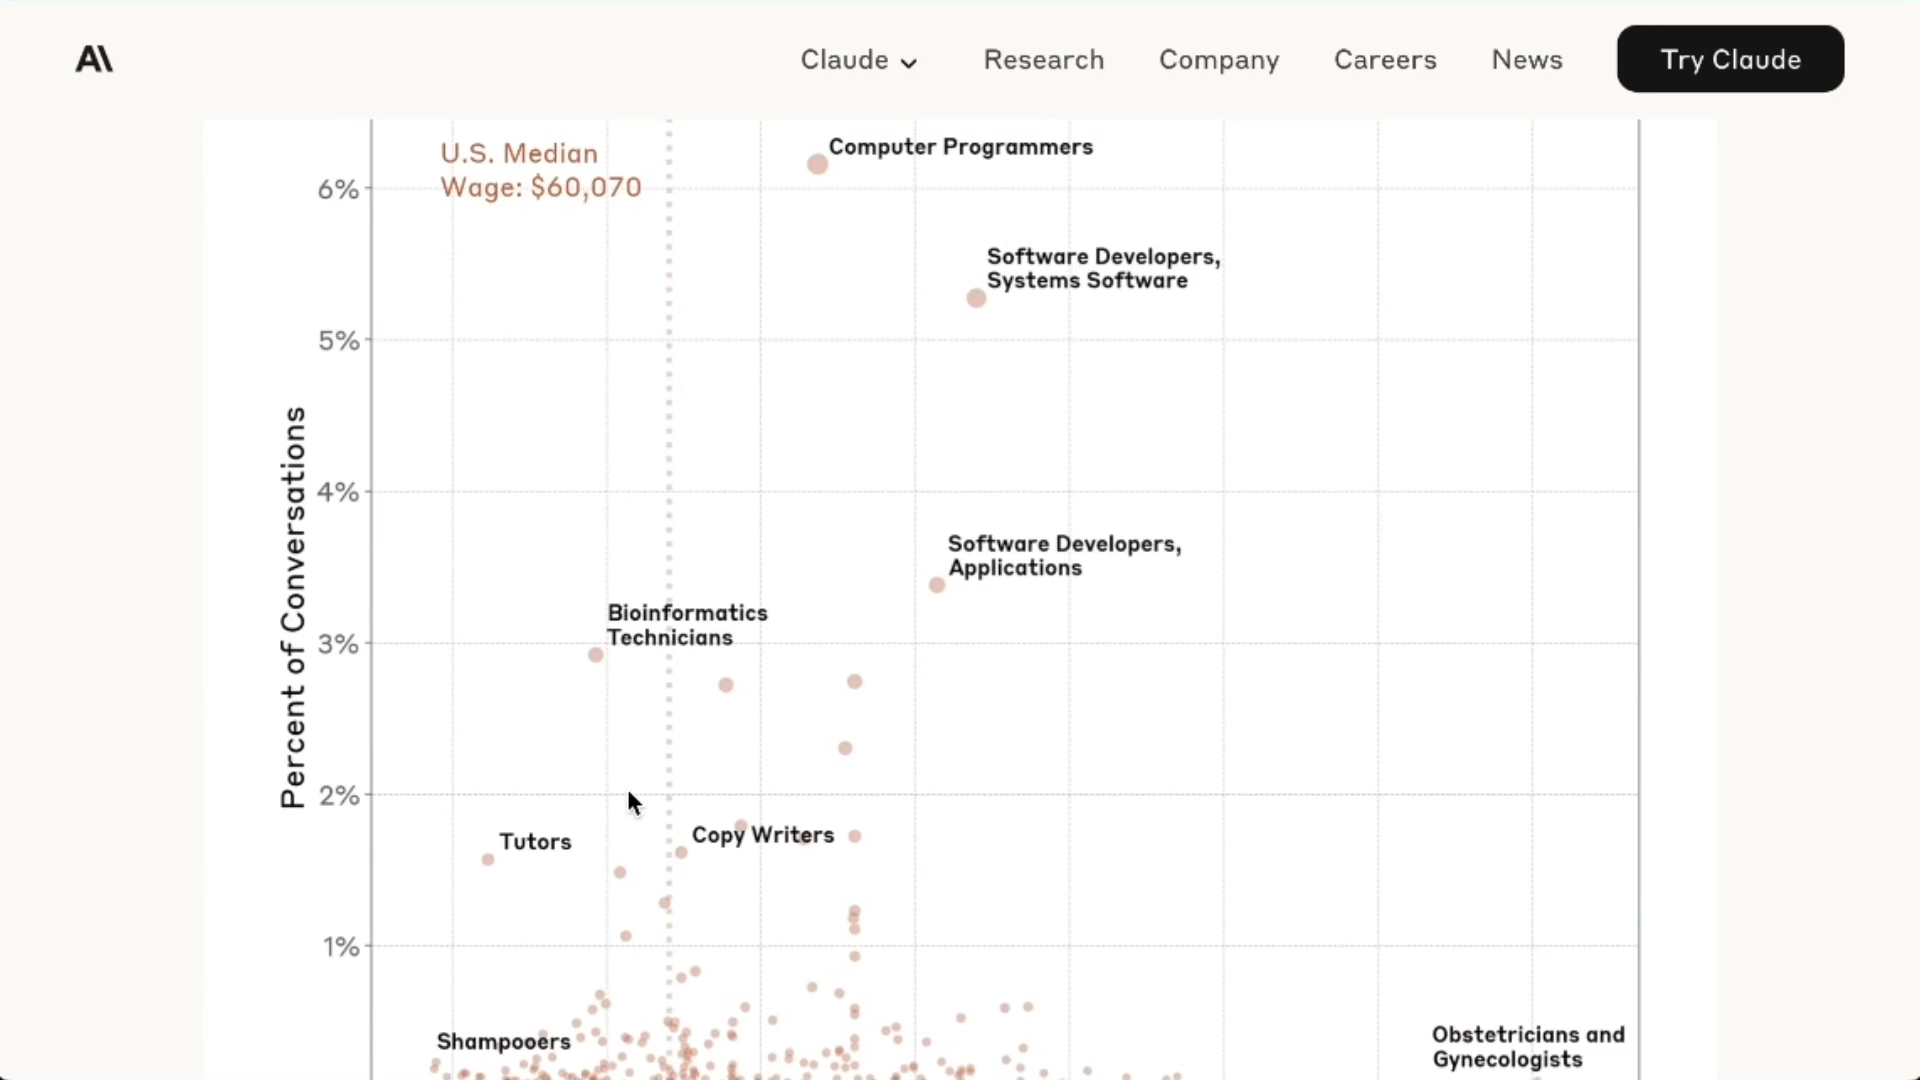 A\
Claude
Research
Company
Careers
News
Try Claude
U.S. Median
Wage: $60,070
Computer Programmers
6%
Software Developers,
Systems Software
5%
Percent of Conversations
4%
Software Developers,
Applications
Bioinformatics
Technicians
3%
2%
Tutors
Copy Writers
1%
Shampooers
Obstetricians and
Gynecologists